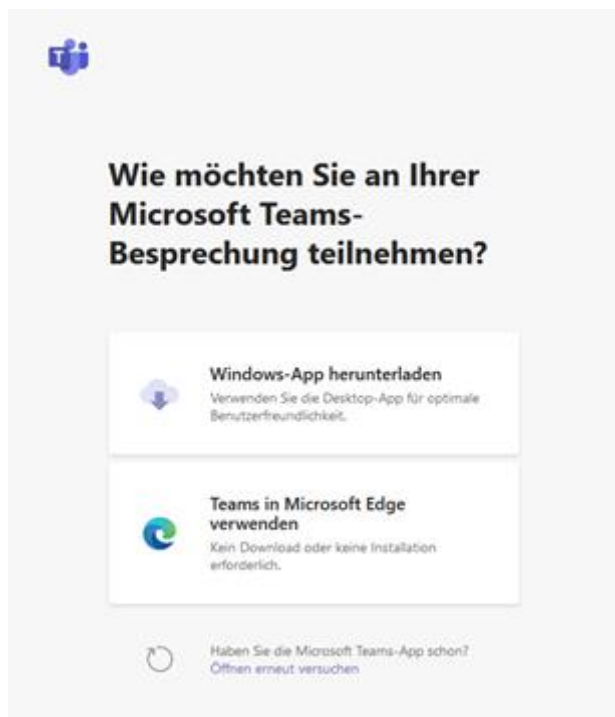 T
Wie möchten Sie an Ihrer
Microsoft Teams-
Besprechung teilnehmen?
Windows-App herunterladen
Verwenden Sie die Desktop-App für optimale
Benutzerfreundlichkeit.
Teams in Microsoft Edge
verwenden
Kein Download oder keine Installation
erforderlich.
Haben Sie die Microsoft Teams-App schon?
Öffnen erneut versuchen